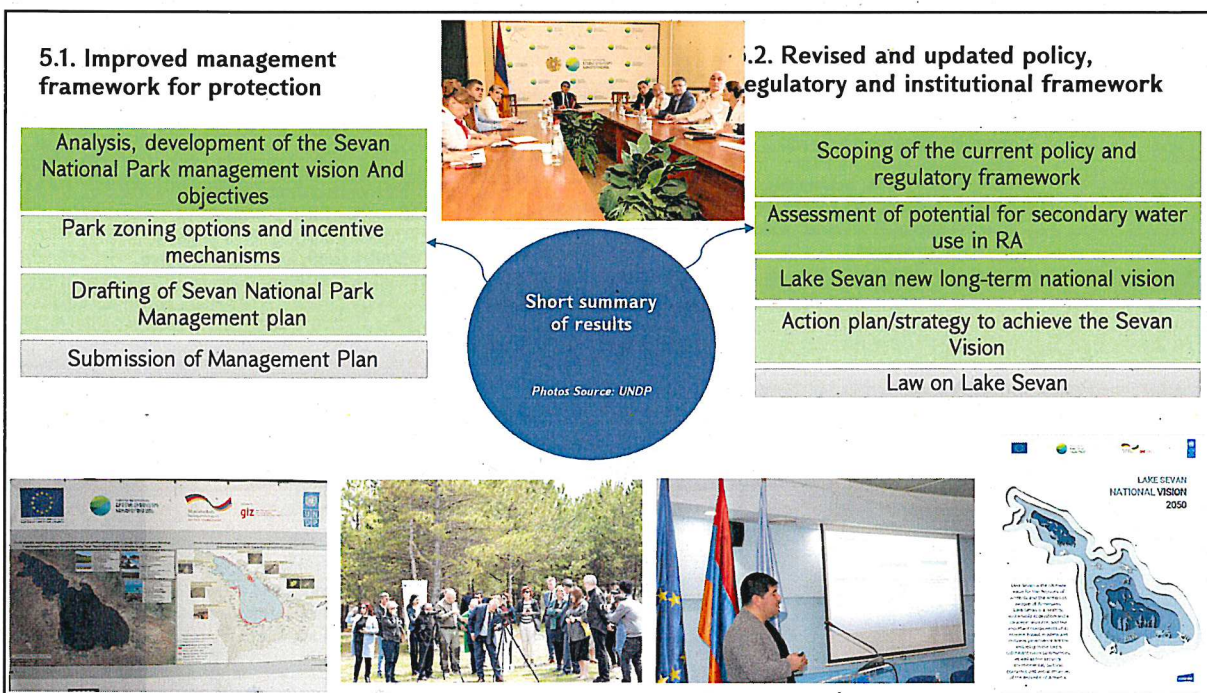 5.1. Improved management
framework for protection
Analysis, development of the Sevan
National Park management vision And
objectives
Park zoning options and incentive
mechanisms
Drafting of Sevan National Park
Management plan
Submission of Management Plan
Short summary
of results
Photos Source: UNDP
5.2. Revised and updated policy,
regulatory and institutional framework
Scoping of the current policy and
regulatory framework
Assessment of potential for secondary water
use in RA
Lake Sevan new long-term national vision
Action plan/strategy to achieve the Sevan
Vision
Law on Lake Sevan
giz
LAKE SEVAN
NATIONAL VISION
2050